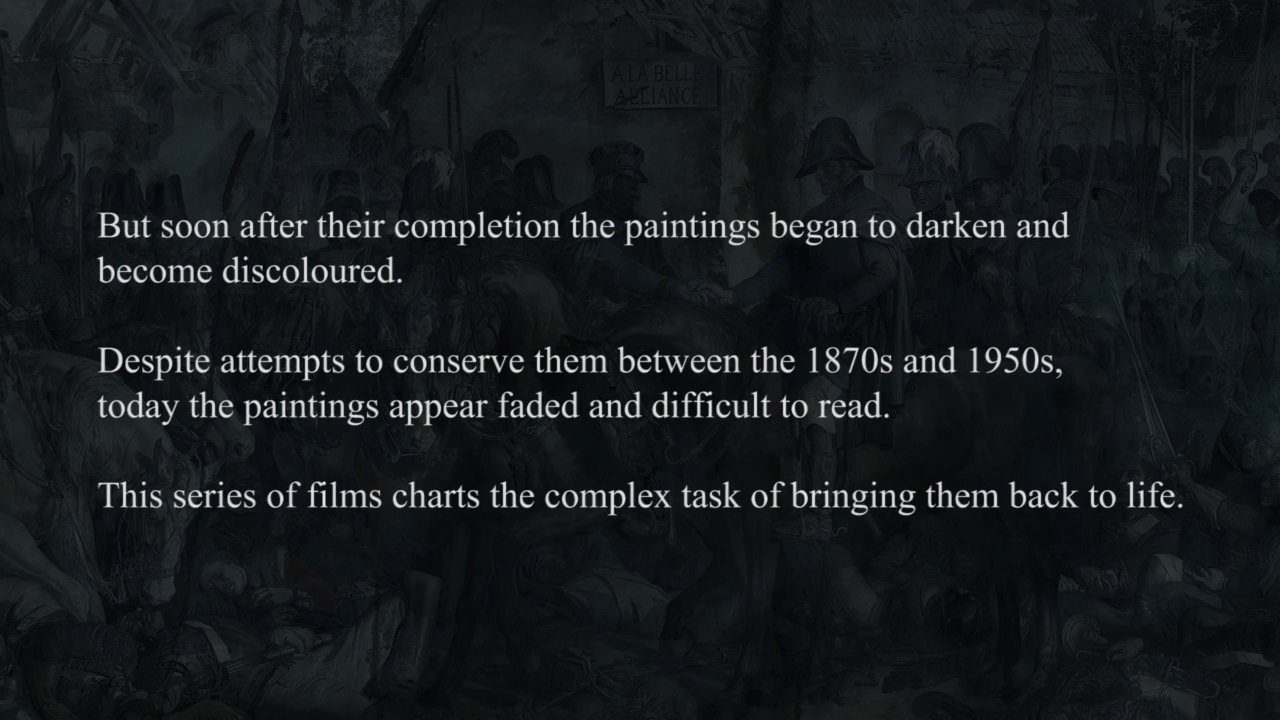 A LA BELLE
ALLIANCE
But soon after their completion the paintings began to darken and
become discoloured.
Despite attempts to conserve them between the 1870s and 1950s,
today the paintings appear faded and difficult to read.
This series of films charts the complex task of bringing them back to life.